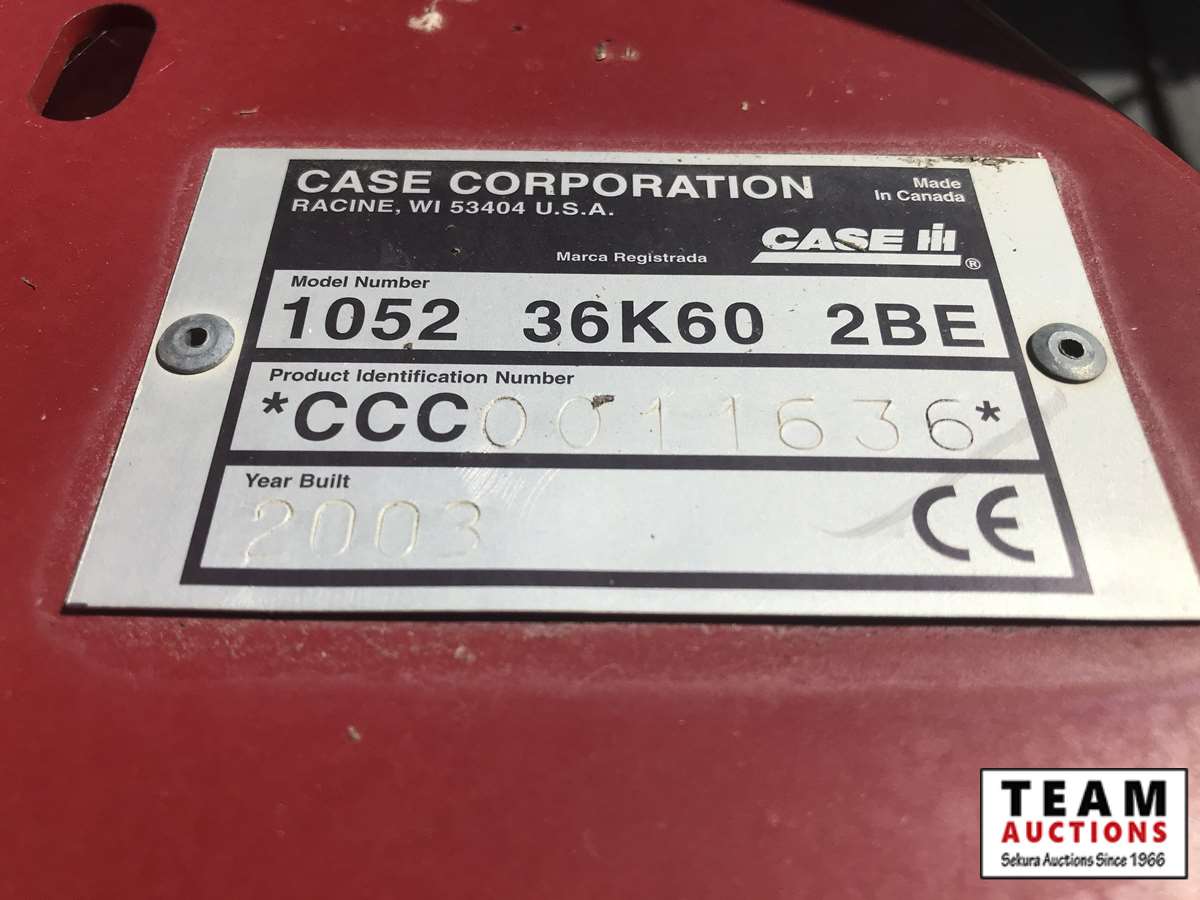 CASE CORPORATION
RACINE, WI 53404 U.S.A.
Made
In Canada
Marca Registrada
CASE IH ®
Model Number
1052 36K60 2BE
Product Identification Number
*CCC0011636*
Year Built
2003
CE
TEAM
AUCTIONS
Sekura Auctions Since 1966